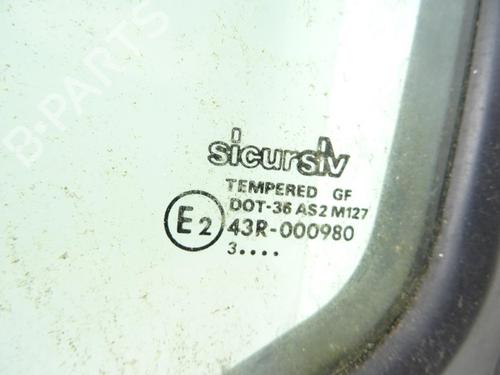 B-PARTS
sicursiv
TEMPERED GF
DOT-36 AS2 M127
E2 43R-000980
3....